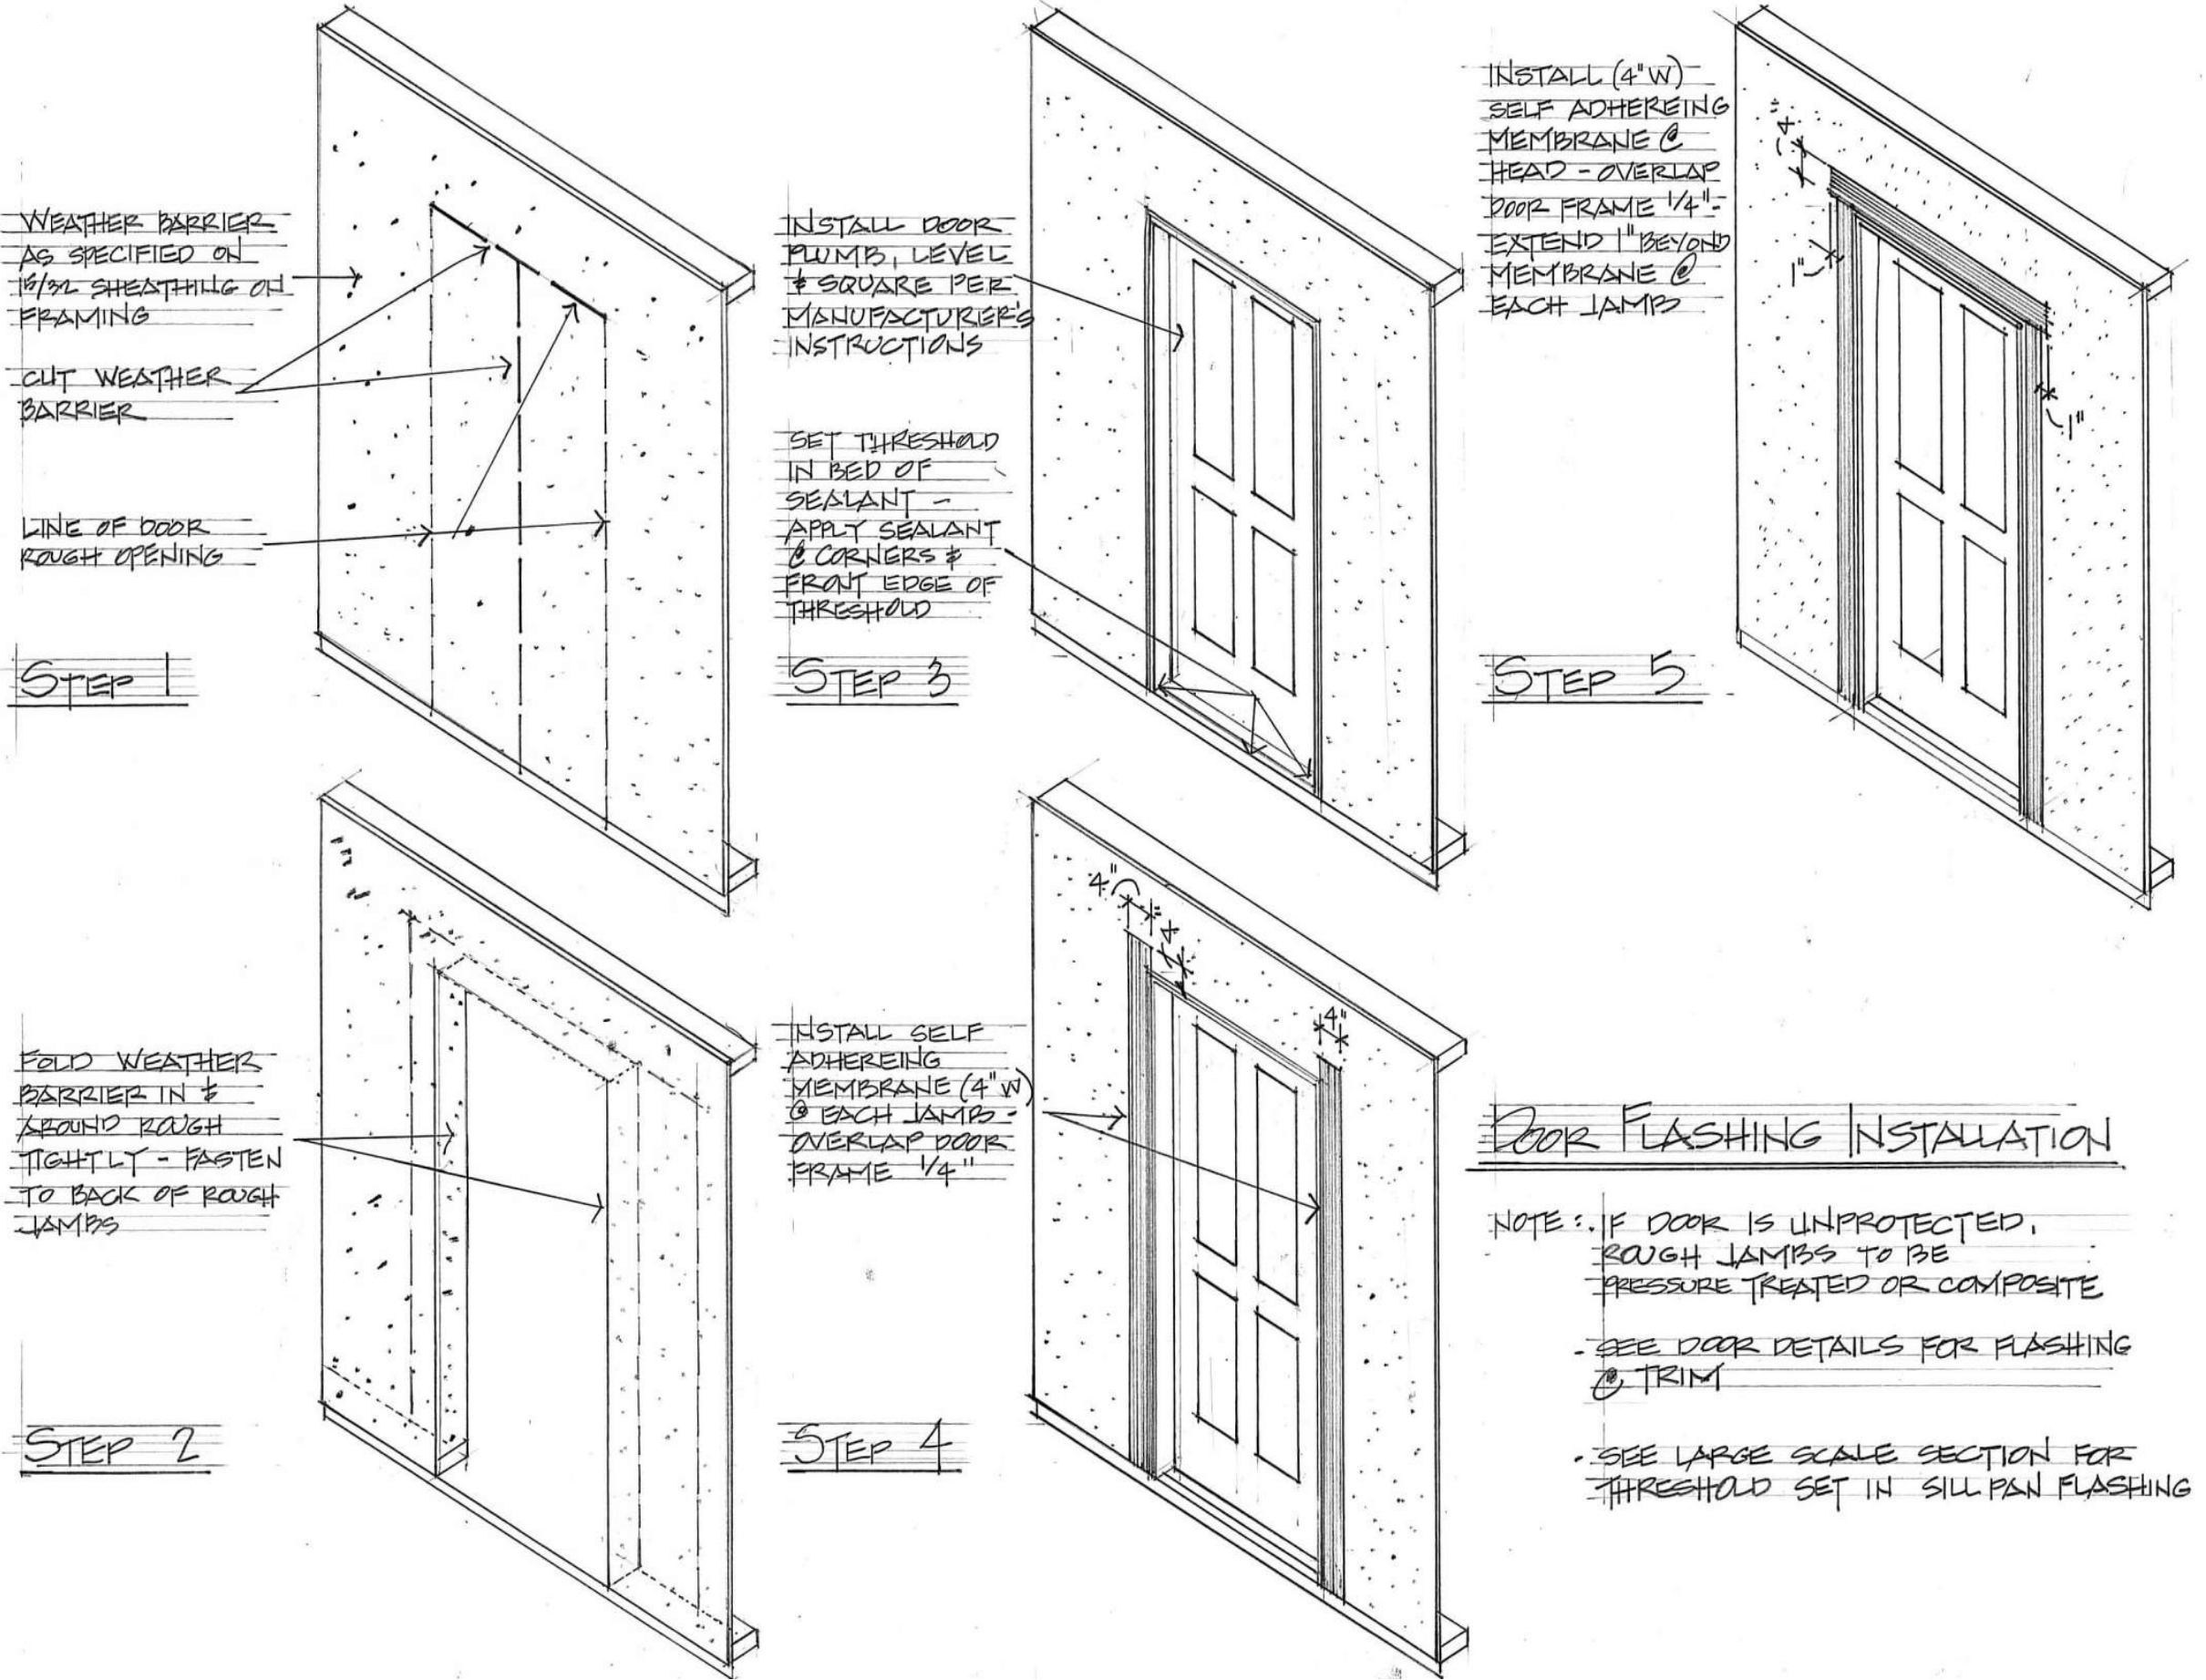 WEATHER BARRIER
AS SPECIFIED ON
15/32 SHEATHING ON
FRAMING
CUT WEATHER
BARRIER
LINE OF DOOR
ROUGH OPENING
STEP 1
FOLD WEATHER
BARRIER IN &
AROUND ROUGH
TIGHTLY - FASTEN
TO BACK OF ROUGH
JAMBS
STEP 2
INSTALL DOOR
PLUMB, LEVEL
& SQUARE PER
MANUFACTURER'S
INSTRUCTIONS
SET THRESHOLD
IN BED OF
SEALANT -
APPLY SEALANT
@ CORNERS &
FRONT EDGE OF
THRESHOLD
STEP 3
4"
4"
4"
INSTALL SELF
ADHEREING
MEMBRANE (4" W)
@ EACH JAMB -
OVERLAP DOOR
FRAME 1/4"
STEP 4
INSTALL (4" W)
SELF ADHEREING
MEMBRANE @
HEAD - OVERLAP
DOOR FRAME 1/4" -
EXTEND 1" BEYOND
MEMBRANE @
EACH JAMB
4"
1"
1"
STEP 5
DOOR FLASHING INSTALLATION
NOTE: . IF DOOR IS UNPROTECTED,
ROUGH JAMBS TO BE
PRESSURE TREATED OR COMPOSITE
- SEE DOOR DETAILS FOR FLASHING
@ TRIM
. SEE LARGE SCALE SECTION FOR
THRESHOLD SET IN SILL PAN FLASHING